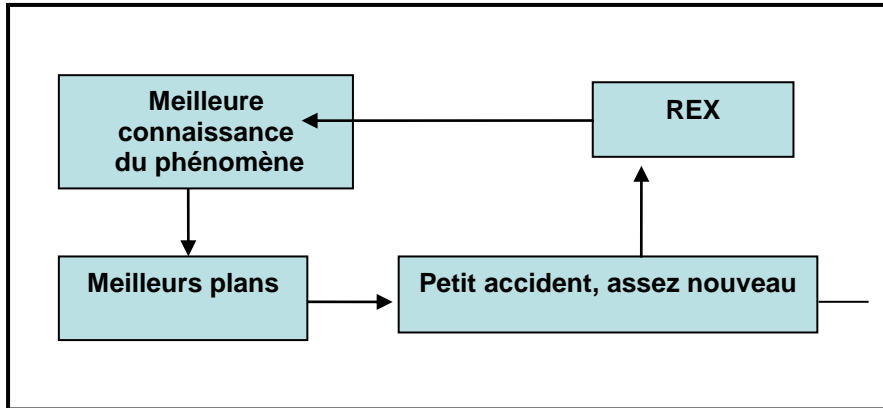 Meilleure
connaissance
du phénomène
REX
Meilleurs plans
Petit accident, assez nouveau